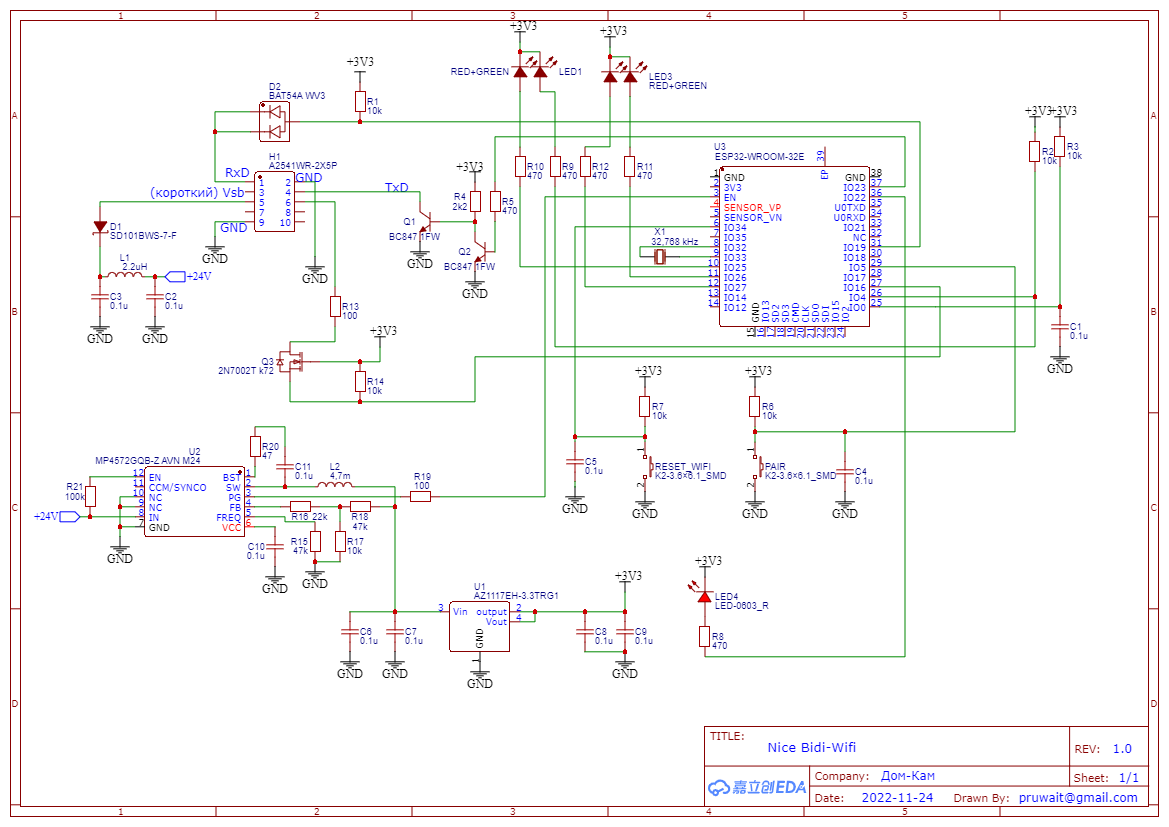 1 2 3 4 5
A
B
C
D
A
B
C
D
+3V3
+3V3
+3V3
RED+GREEN
LED1
LED3
RED+GREEN
D2
BAT54A WV3
R1
10k
H1
A2541WR-2X5P
RxD
GND
(короткий) Vsb
TxD
GND
1 2
3 4
5 6
7 8
9 10
GND
GND
D1
SD101BWS-7-F
L1
2.2uH
+24V
C3
0.1u
C2
0.1u
GND
GND
+3V3
R4
2k2
R5
470
Q1
BC847 1FW
GND
Q2
BC847 1FW
GND
R10
470
R9
470
R12
470
R11
470
U3
ESP32-WROOM-32E
EP 39
1 GND
2 3V3
3 EN
4 SENSOR_VP
5 SENSOR_VN
6 IO34
7 IO35
8 IO32
9 IO33
10 IO25
11 IO26
12 IO27
13 IO14
14 IO12
GND 38
IO23 37
IO22 36
U0TXD 35
U0RXD 34
IO21 33
NC 32
IO19 31
IO18 30
IO5 29
IO17 28
IO16 27
IO4 26
IO0 25
GND 15
IO13 16
SD2 17
SD3 18
CMD 19
CLK 20
SD0 21
SD1 22
IO15 23
IO2 24
X1
32,768 kHz
+3V3
+3V3
R2
10k
R3
10k
C1
0.1u
GND
R13
100
+3V3
Q3
2N7002T k72
R14
10k
+3V3
R7
10k
C5
0.1u
GND
1
2
RESET_WIFI
K2-3.6×6.1_SMD
GND
+3V3
R6
10k
1
2
PAIR
K2-3.6×6.1_SMD
GND
C4
0.1u
GND
U2
MP4572GQB-Z AVN M24
12 EN
11 CCM/SYNCO
10 NC
9 NC
8 IN
7 GND
BST 1
SW 2
PG 3
FB 4
FREQ 5
VCC 6
R21
100k
+24V
GND
R20
47
C11
0.1u
L2
4,7m
R19
100
R16 22k
R18
47k
R15
47k
R17
10k
C10
0.1u
GND
GND
U1
AZ1117EH-3.3TRG1
3 Vin
output 2
Vout 4
GND
1
GND
C6
0.1u
C7
0.1u
GND
GND
+3V3
C8
0.1u
C9
0.1u
GND
+3V3
LED4
LED-0603_R
R8
470
TITLE:
Nice Bidi-Wifi
REV: 1.0
嘉立创EDA
Company: Дом-Кам
Sheet: 1/1
Date: 2022-11-24 Drawn By: pruwait@gmail.com
1 2 3 4 5